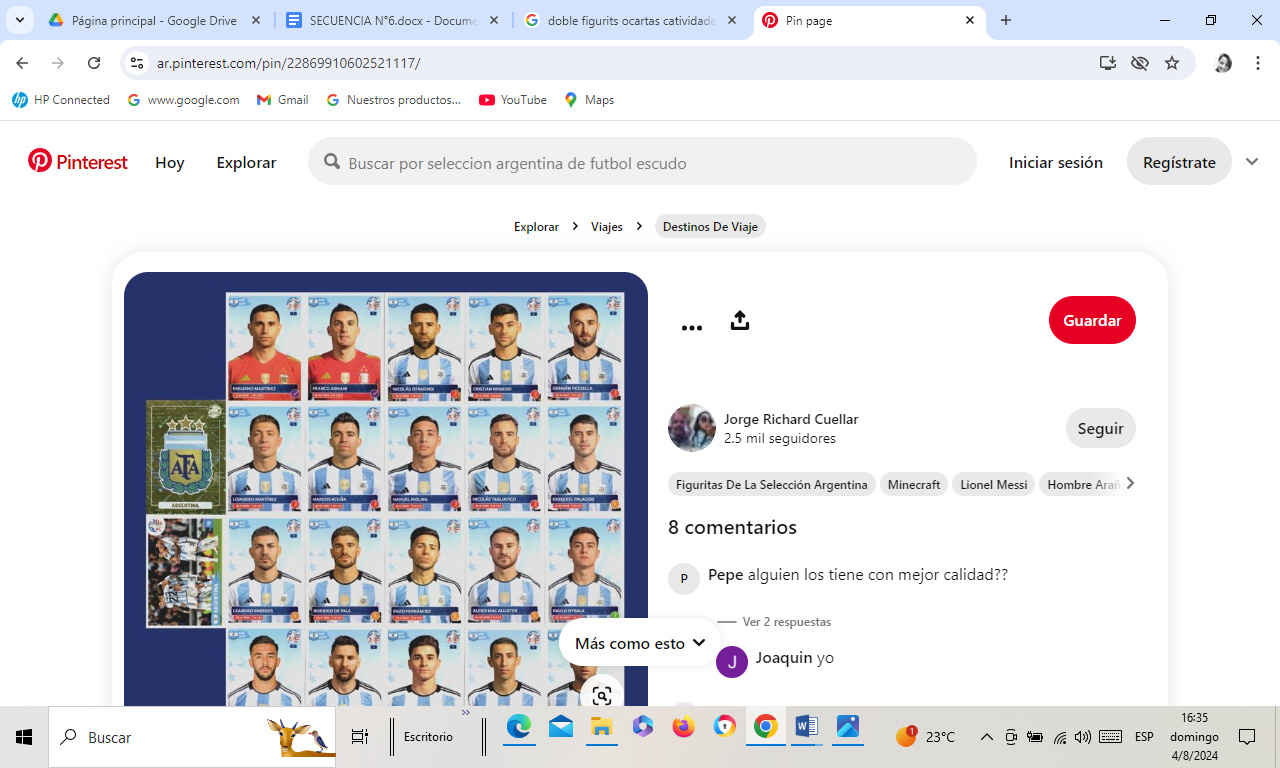 Página principal - Google Drive
SECUENCIA N°6.docx - Docume
doble figurits ocartas catividade
Pin page
ar.pinterest.com/pin/22869910602521117/
HP Connected
www.google.com
Gmail
Nuestros productos...
YouTube
Maps
Pinterest
Hoy
Explorar
Buscar por seleccion argentina de futbol escudo
Iniciar sesión
Regístrate
Explorar
Viajes
Destinos De Viaje
EMILIANO MARTÍNEZ
FRANCO ARMANI
NICOLÁS OTAMENDI
CRISTIAN ROMERO
GERMÁN PEZZELLA
AFA
ARGENTINA
LISANDRO MARTÍNEZ
MARCOS ACUÑA
NAHUEL MOLINA
NICOLÁS TAGLIAFICO
EXEQUIEL PALACIOS
ARGENTINA
LEANDRO PAREDES
RODRIGO DE PAUL
ENZO FERNÁNDEZ
ALEXIS MAC ALLISTER
PAULO DYBALA
Más como esto
Guardar
Jorge Richard Cuellar
2.5 mil seguidores
Seguir
Figuritas De La Selección Argentina
Minecraft
Lionel Messi
Hombre Arañ
8 comentarios
P
Pepe alguien los tiene con mejor calidad??
Ver 2 respuestas
J
Joaquin yo
Buscar
Escritorio
1
23°C
ESP
16:35
domingo
4/8/2024